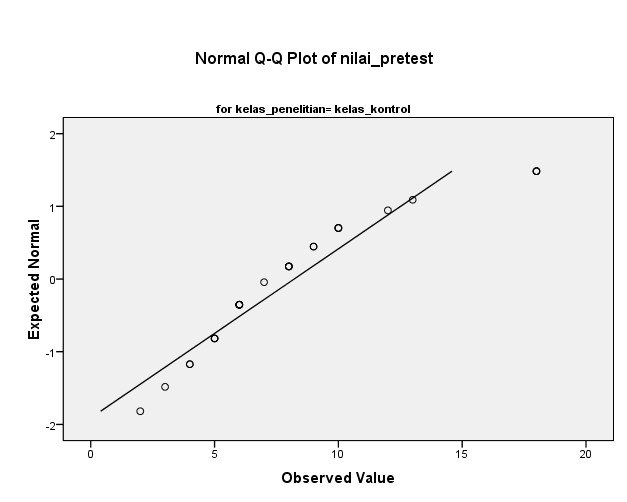 Normal Q-Q Plot of nilai_pretest
for kelas_penelitian= kelas_kontrol
Expected Normal
2
1
0
-1
-2
0 5 10 15 20
Observed Value